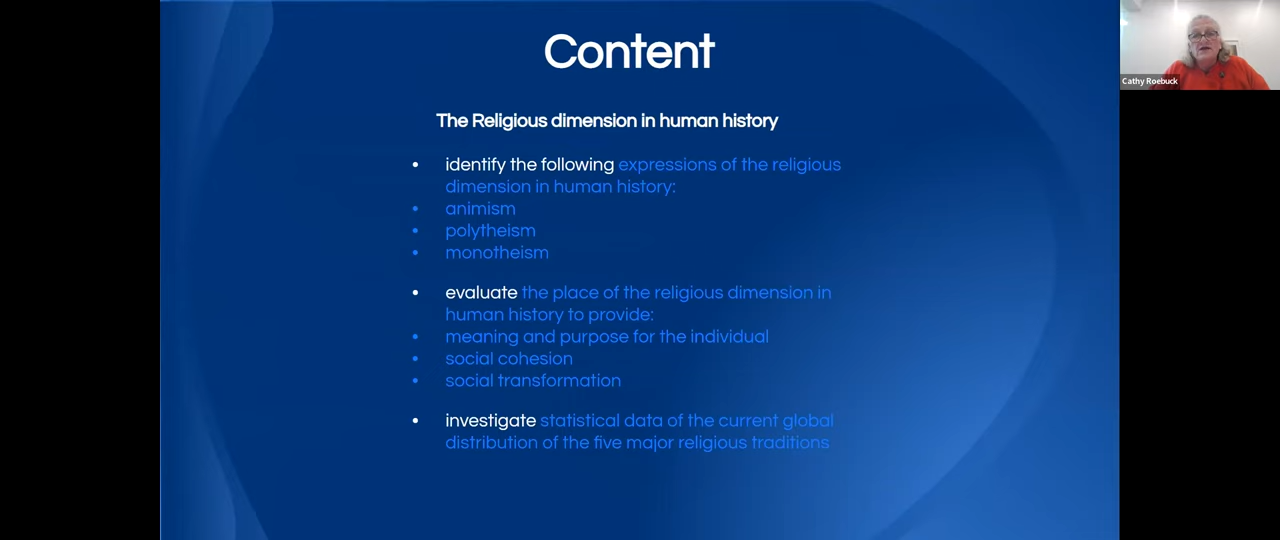 Content
Cathy Roebuck
The Religious dimension in human history
• identify the following expressions of the religious
dimension in human history:
• animism
• polytheism
• monotheism
• evaluate the place of the religious dimension in
human history to provide:
• meaning and purpose for the individual
• social cohesion
• social transformation
• investigate statistical data of the current global
distribution of the five major religious traditions